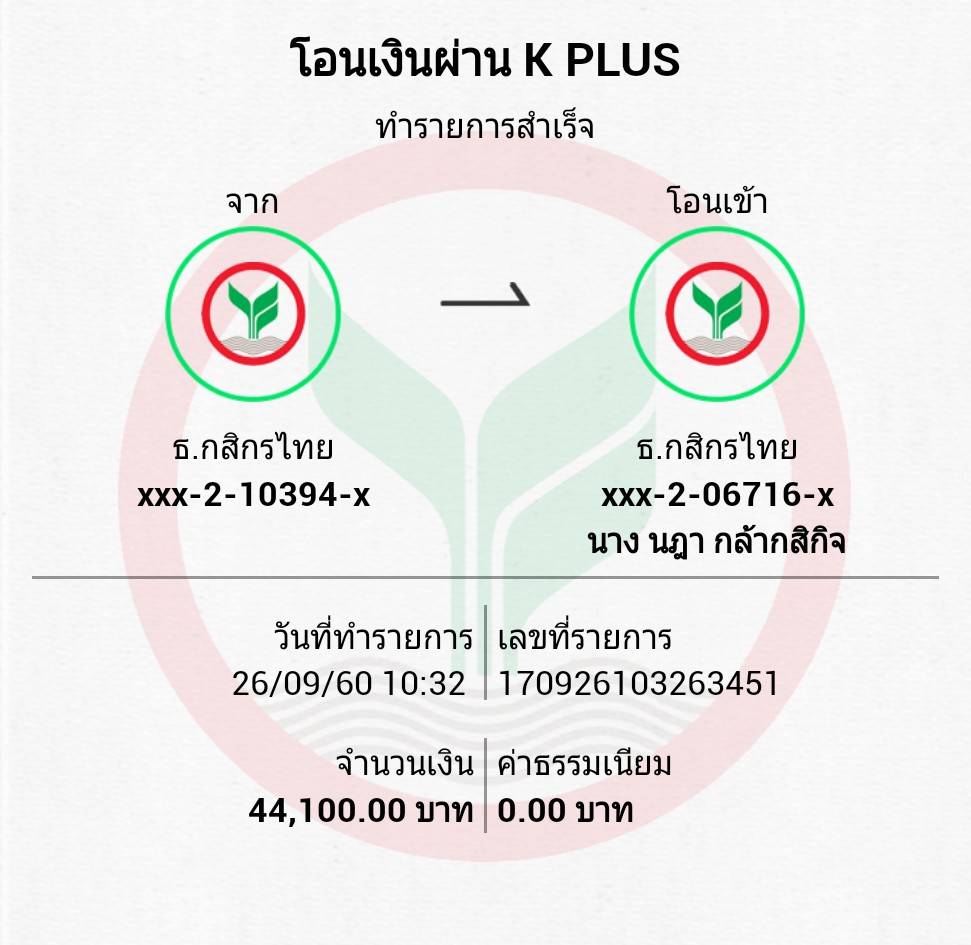 โอนเงินผ่าน K PLUS
ทำรายการสำเร็จ
จาก
โอนเข้า
ธ.กสิกรไทย
xxx-2-10394-x
ธ.กสิกรไทย
xxx-2-06716-x
นาง นฎา กล้ากสิกิจ
วันที่ทำรายการ
26/09/60 10:32
เลขที่รายการ
170926103263451
จำนวนเงิน
44,100.00 บาท
ค่าธรรมเนียม
0.00 บาท